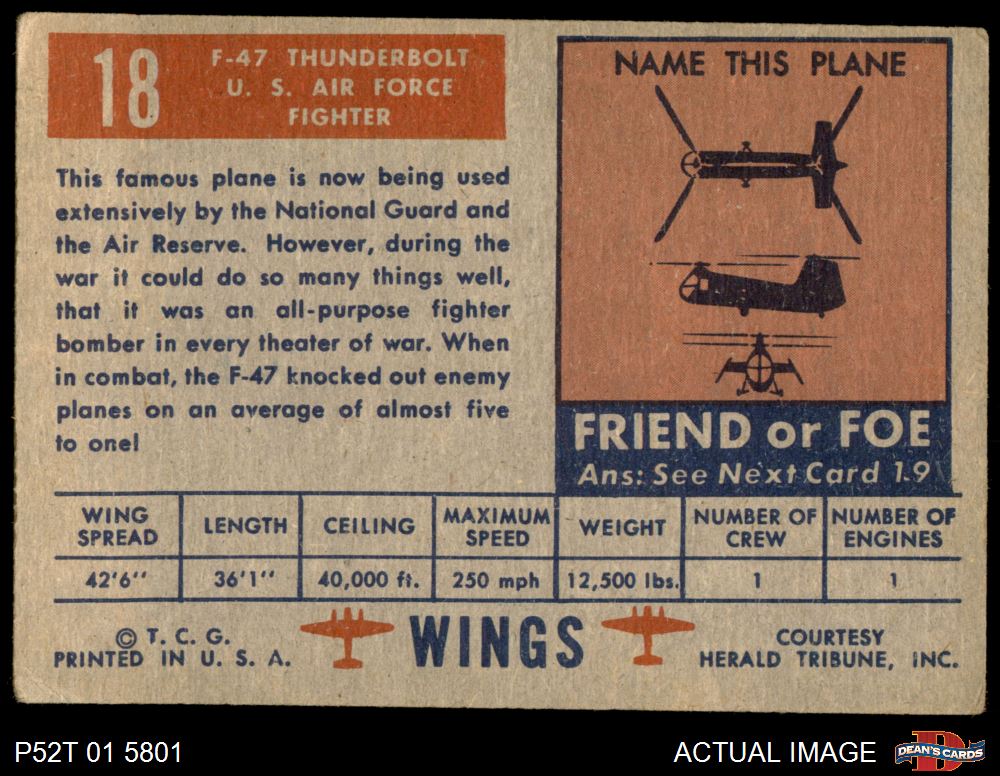 18
F-47 THUNDERBOLT
U. S. AIR FORCE
FIGHTER
This famous plane is now being used
extensively by the National Guard and
the Air Reserve. However, during the
war it could do so many things well,
that it was an all-purpose fighter
bomber in every theater of war. When
in combat, the F-47 knocked out enemy
planes on an average of almost five
to one!
NAME THIS PLANE
FRIEND or FOE
Ans: See Next Card 19
WING SPREAD LENGTH CEILING MAXIMUM SPEED WEIGHT NUMBER OF CREW NUMBER OF ENGINES
42'6'' 36'1'' 40,000 ft. 250 mph 12,500 lbs. 1 1
© T. C. G.
PRINTED IN U. S. A.
WINGS
COURTESY
HERALD TRIBUNE, INC.
P52T 01 5801
ACTUAL IMAGE
D
DEAN'S CARDS